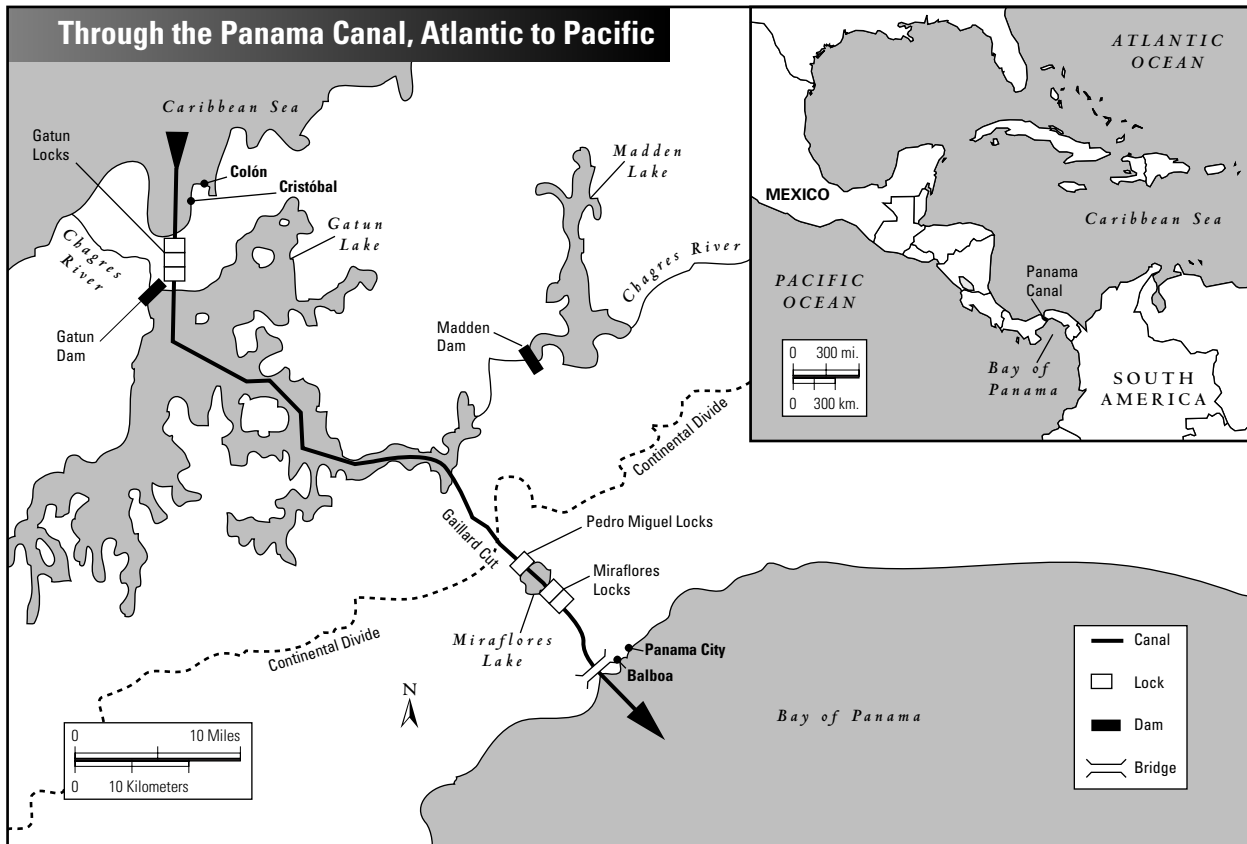 Through the Panama Canal, Atlantic to Pacific
Caribbean Sea
Gatun
Locks
Colón
Cristóbal
Madden
Lake
Gatun
Lake
Chagres
River
Chagres River
Gatun
Dam
Madden
Dam
Continental Divide
Gaillard Cut
Pedro Miguel Locks
Miraflores
Locks
Miraflores
Lake
Continental Divide
Panama City
Balboa
Bay of Panama
N
0 10 Miles
0 10 Kilometers
ATLANTIC
OCEAN
MEXICO
Caribbean Sea
PACIFIC
OCEAN
Panama
Canal
Bay of
Panama
SOUTH
AMERICA
0 300 mi.
0 300 km.
Canal
Lock
Dam
Bridge